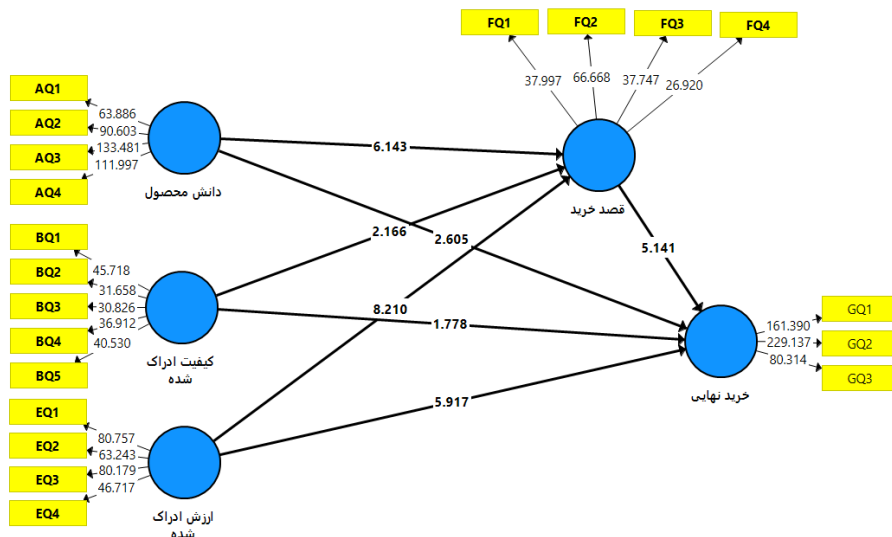 FQ1
FQ2
FQ3
FQ4
37.997
66.668
37.747
26.920
AQ1
AQ2
AQ3
AQ4
63.886
90.603
133.481
111.997
دانش محصول
6.143
قصد خرید
BQ1
BQ2
BQ3
BQ4
BQ5
45.718
31.658
30.826
36.912
40.530
کیفیت ادراک
شده
2.166
2.605
5.141
8.210
1.778
5.917
GQ1
GQ2
GQ3
161.390
229.137
80.314
خرید نهایی
EQ1
EQ2
EQ3
EQ4
80.757
63.243
80.179
46.717
ارزش ادراک
شده